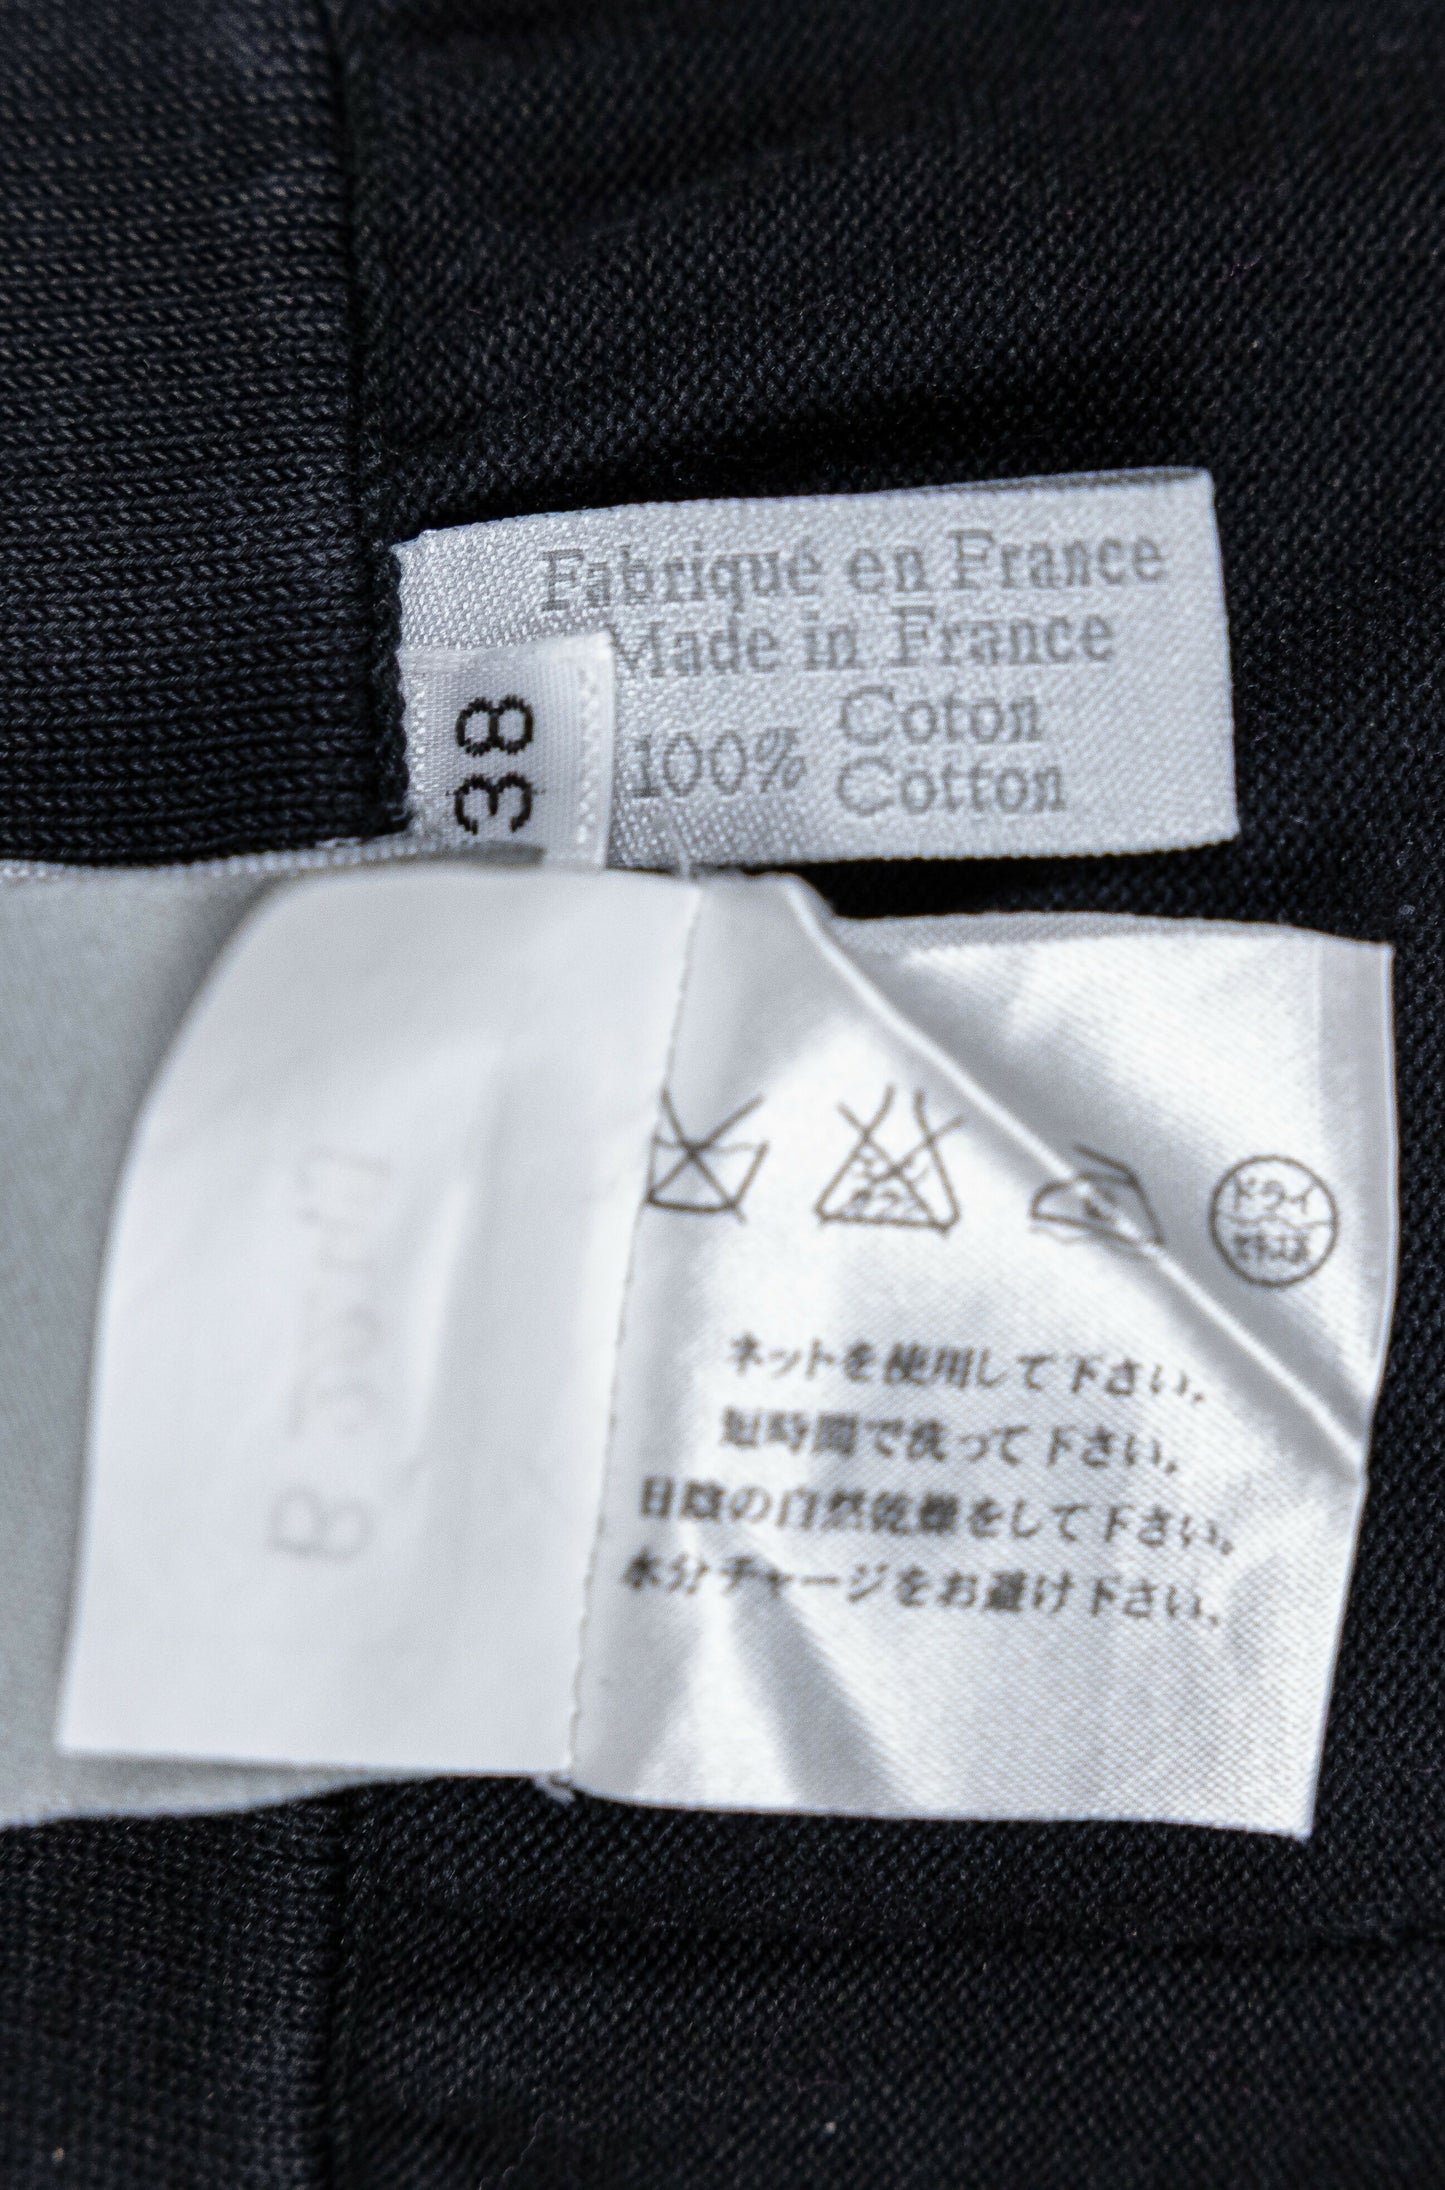 Fabriqué en France
Made in France
100% Coton
Cotton
38
ドライ
ネットを使用して下さい。
短時間で洗って下さい。
日陰の自然乾燥をして下さい。
水分チャージをお避け下さい。